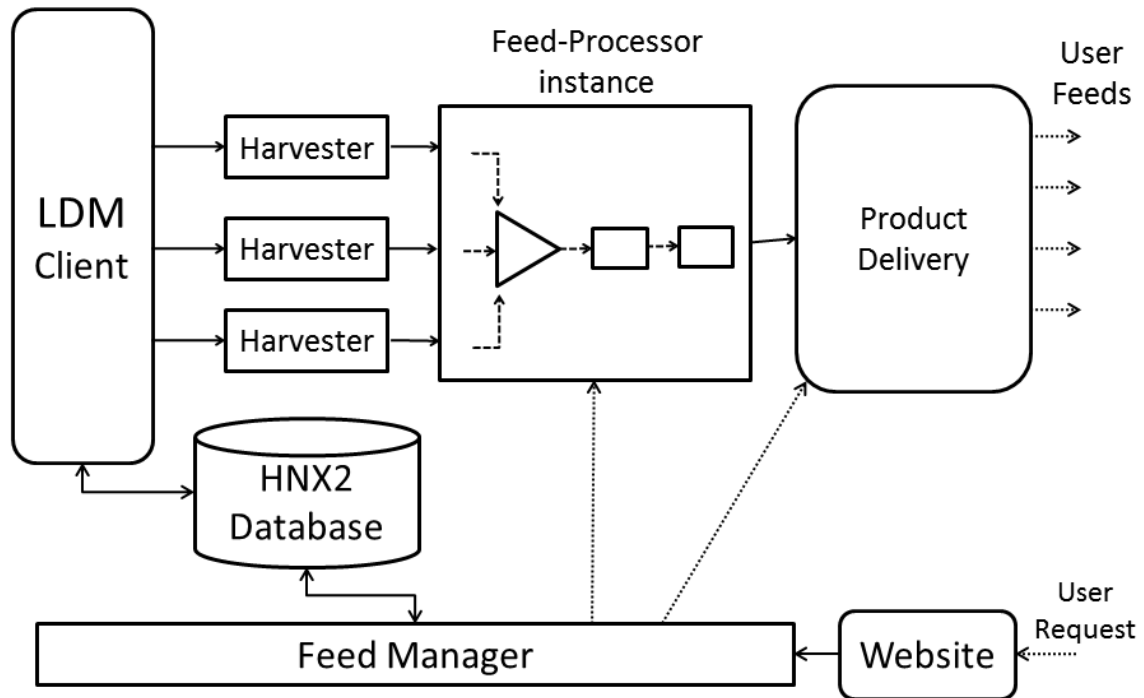 Feed-Processor
instance
User
Feeds
LDM
Client
Harvester
Harvester
Harvester
Product
Delivery
HNX2
Database
Feed Manager
Website
User
Request